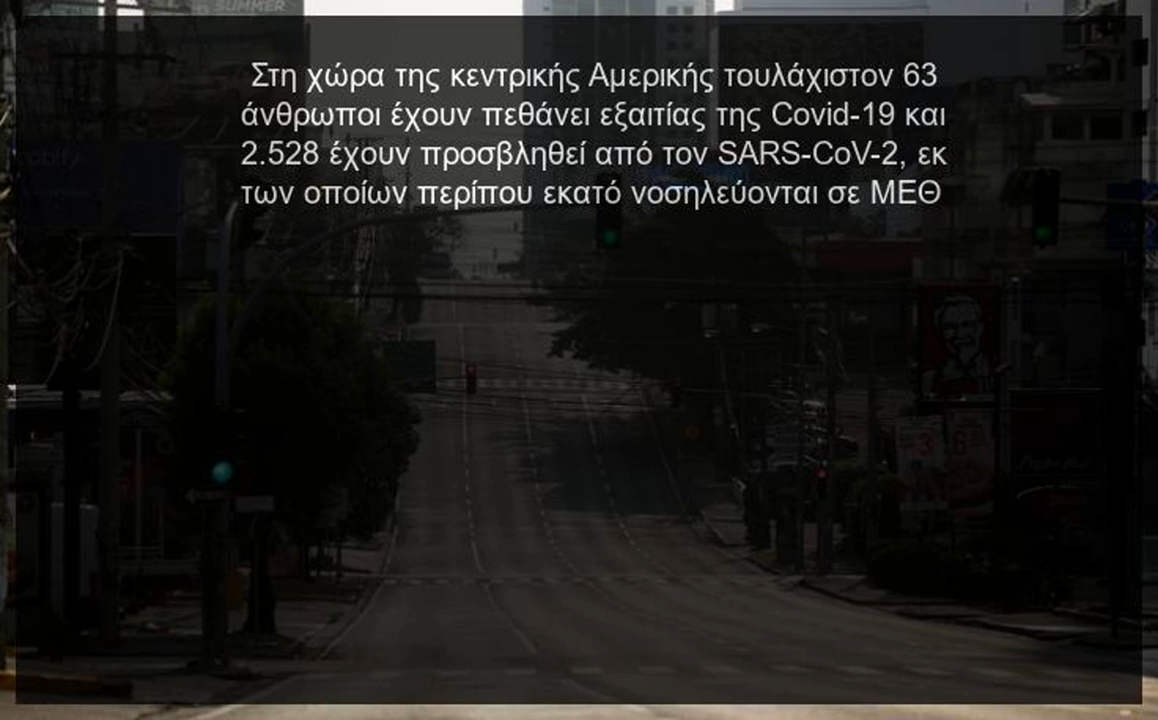 SUMMER
Στη χώρα της κεντρικής Αμερικής τουλάχιστον 63
άνθρωποι έχουν πεθάνει εξαιτίας της Covid-19 και
2.528 έχουν προσβληθεί από τον SARS-CoV-2, εκ
των οποίων περίπου εκατό νοσηλεύονται σε ΜΕΘ